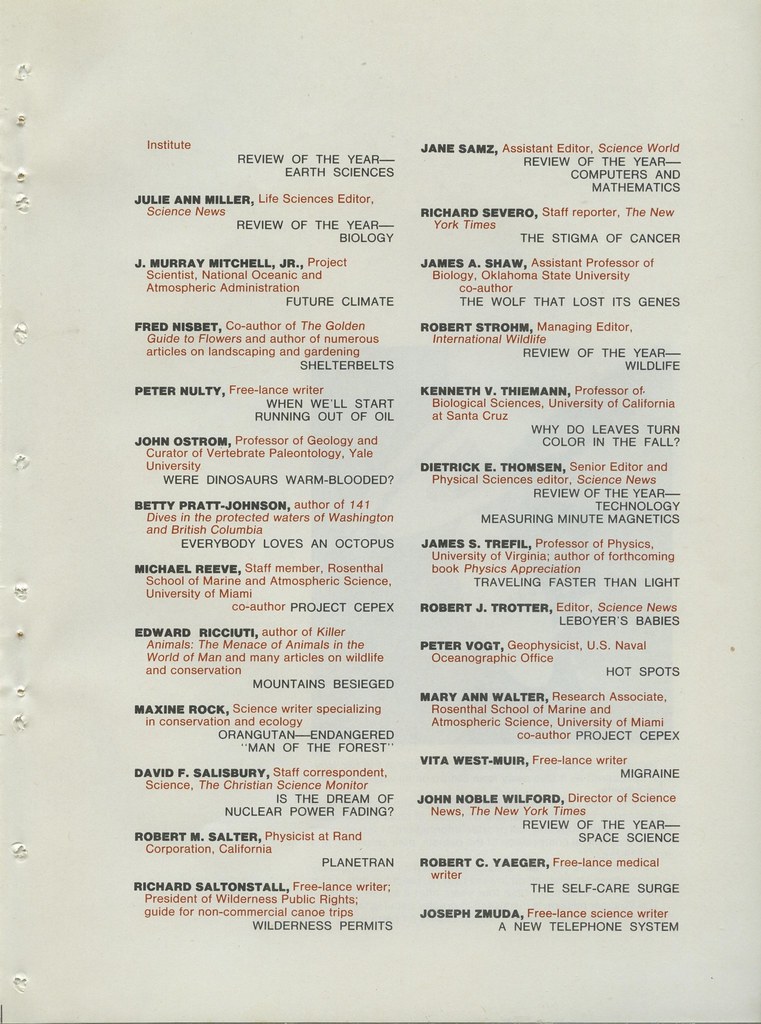 Institute
REVIEW OF THE YEAR—
EARTH SCIENCES
JULIE ANN MILLER, Life Sciences Editor,
Science News
REVIEW OF THE YEAR—
BIOLOGY
J. MURRAY MITCHELL, JR., Project
Scientist, National Oceanic and
Atmospheric Administration
FUTURE CLIMATE
FRED NISBET, Co-author of The Golden
Guide to Flowers and author of numerous
articles on landscaping and gardening
SHELTERBELTS
PETER NULTY, Free-lance writer
WHEN WE'LL START
RUNNING OUT OF OIL
JOHN OSTROM, Professor of Geology and
Curator of Vertebrate Paleontology, Yale
University
WERE DINOSAURS WARM-BLOODED?
BETTY PRATT-JOHNSON, author of 141
Dives in the protected waters of Washington
and British Columbia
EVERYBODY LOVES AN OCTOPUS
MICHAEL REEVE, Staff member, Rosenthal
School of Marine and Atmospheric Science,
University of Miami
co-author PROJECT CEPEX
EDWARD RICCIUTI, author of Killer
Animals: The Menace of Animals in the
World of Man and many articles on wildlife
and conservation
MOUNTAINS BESIEGED
MAXINE ROCK, Science writer specializing
in conservation and ecology
ORANGUTAN—ENDANGERED
"MAN OF THE FOREST"
DAVID F. SALISBURY, Staff correspondent,
Science, The Christian Science Monitor
IS THE DREAM OF
NUCLEAR POWER FADING?
ROBERT M. SALTER, Physicist at Rand
Corporation, California
PLANETRAN
RICHARD SALTONSTALL, Free-lance writer;
President of Wilderness Public Rights;
guide for non-commercial canoe trips
WILDERNESS PERMITS
JANE SAMZ, Assistant Editor, Science World
REVIEW OF THE YEAR—
COMPUTERS AND
MATHEMATICS
RICHARD SEVERO, Staff reporter, The New
York Times
THE STIGMA OF CANCER
JAMES A. SHAW, Assistant Professor of
Biology, Oklahoma State University
co-author
THE WOLF THAT LOST ITS GENES
ROBERT STROHM, Managing Editor,
International Wildlife
REVIEW OF THE YEAR—
WILDLIFE
KENNETH V. THIEMANN, Professor of
Biological Sciences, University of California
at Santa Cruz
WHY DO LEAVES TURN
COLOR IN THE FALL?
DIETRICK E. THOMSEN, Senior Editor and
Physical Sciences editor, Science News
REVIEW OF THE YEAR—
TECHNOLOGY
MEASURING MINUTE MAGNETICS
JAMES S. TREFIL, Professor of Physics,
University of Virginia; author of forthcoming
book Physics Appreciation
TRAVELING FASTER THAN LIGHT
ROBERT J. TROTTER, Editor, Science News
LEBOYER'S BABIES
PETER VOGT, Geophysicist, U.S. Naval
Oceanographic Office
HOT SPOTS
MARY ANN WALTER, Research Associate,
Rosenthal School of Marine and
Atmospheric Science, University of Miami
co-author PROJECT CEPEX
VITA WEST-MUIR, Free-lance writer
MIGRAINE
JOHN NOBLE WILFORD, Director of Science
News, The New York Times
REVIEW OF THE YEAR—
SPACE SCIENCE
ROBERT C. YAEGER, Free-lance medical
writer
THE SELF-CARE SURGE
JOSEPH ZMUDA, Free-lance science writer
A NEW TELEPHONE SYSTEM